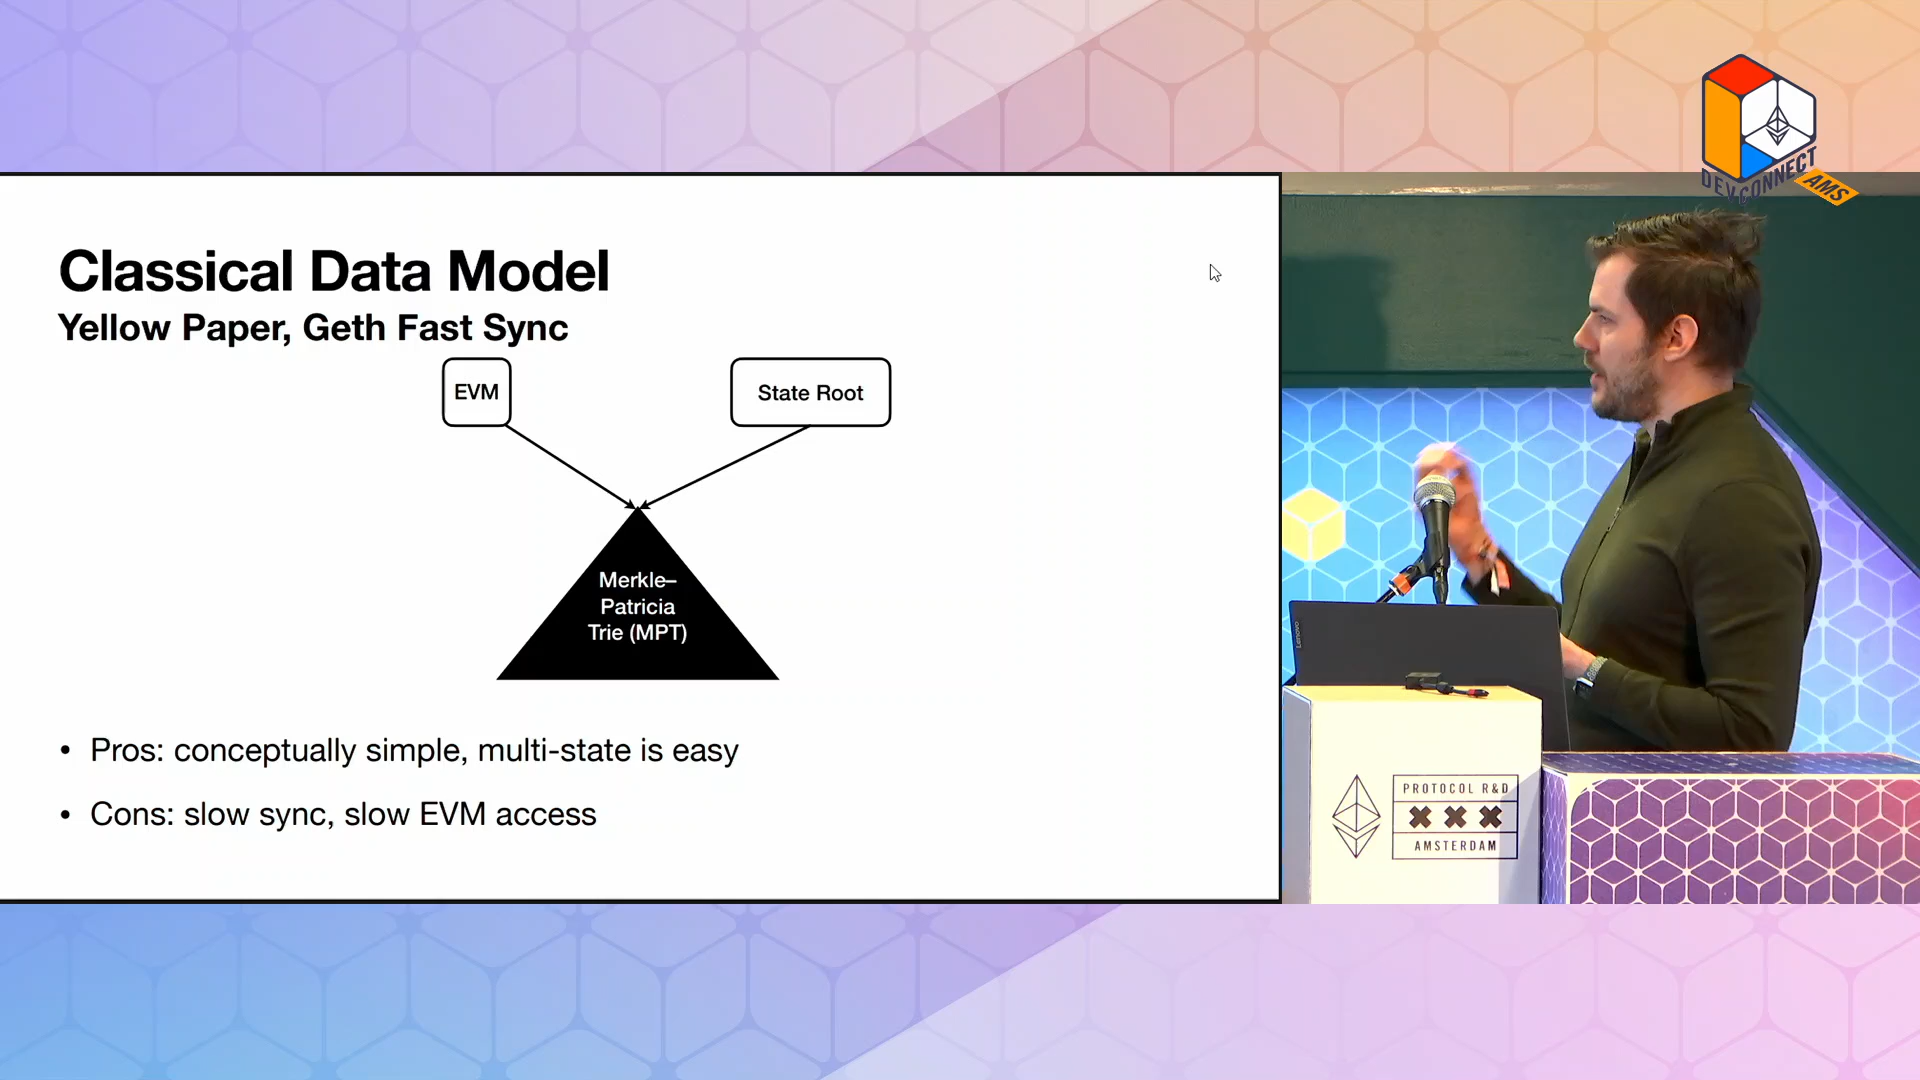 DEVCONNECT
AMS
Classical Data Model
Yellow Paper, Geth Fast Sync
EVM
State Root
Merkle–
Patricia
Trie (MPT)
• Pros: conceptually simple, multi-state is easy
• Cons: slow sync, slow EVM access
Lenovo
PROTOCOL R&D
AMSTERDAM